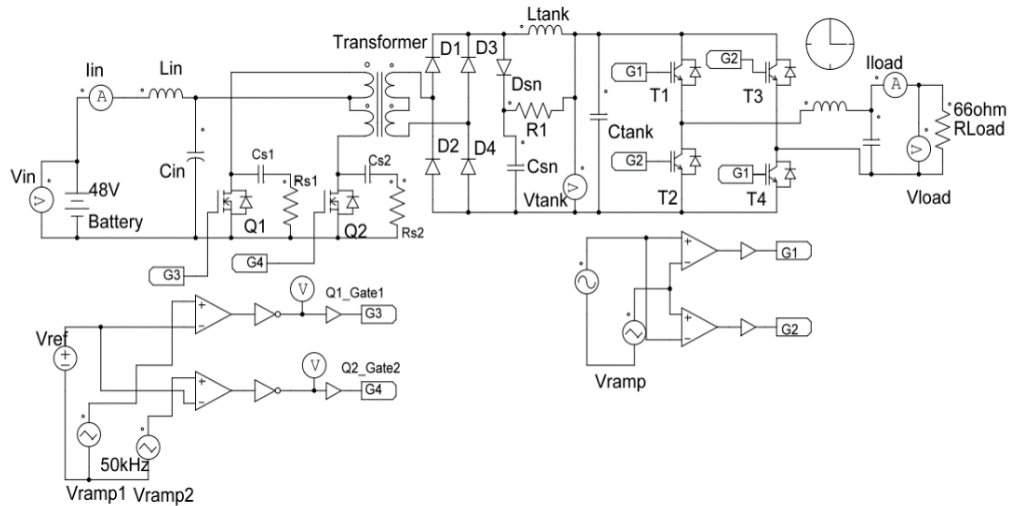 Ltank
D1
D3
Transformer
Iin
Lin
A
Dsn
R1
G1
T1
G2
T3
Iload
A
66ohm
RLoad
V
Vload
Ctank
D2
D4
Csn
Vtank
V
G2
T2
G1
T4
Vin
V
48V
Battery
Cin
Cs1
Rs1
Q1
Cs2
Rs2
Q2
G3
G4
V
Q1_Gate1
G3
Vref
V
Q2_Gate2
G4
50kHz
Vramp1
Vramp2
G1
G2
Vramp